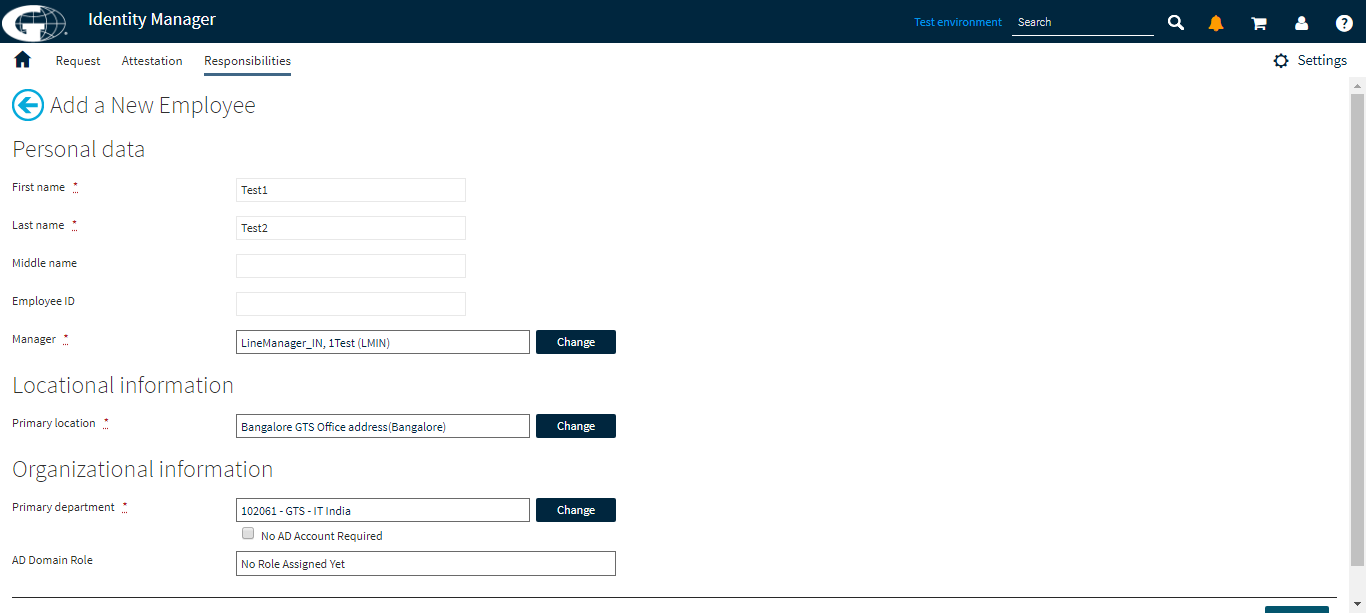 Identity Manager
Test environment
Search
Request
Attestation
Responsibilities
Settings
Add a New Employee
Personal data
First name *
Test1
Last name *
Test2
Middle name
Employee ID
Manager *
LineManager_IN, 1Test (LMIN)
Change
Locational information
Primary location *
Bangalore GTS Office address(Bangalore)
Change
Organizational information
Primary department *
102061 - GTS - IT India
Change
No AD Account Required
AD Domain Role
No Role Assigned Yet